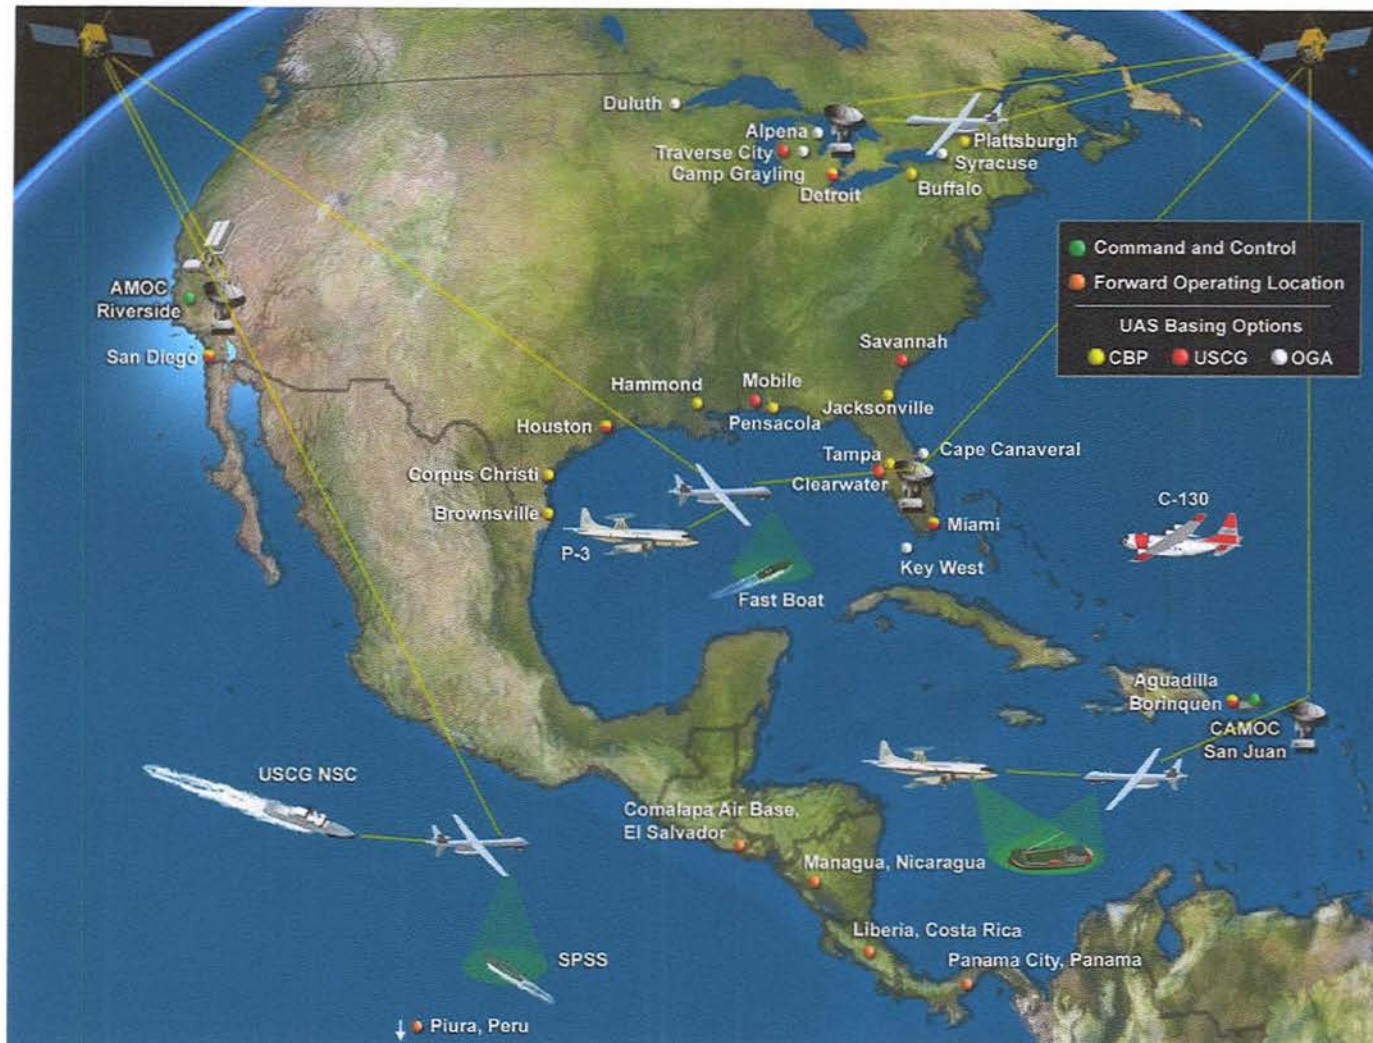 Duluth
Alpena
Traverse City
Camp Grayling
Detroit
Plattsburgh
Syracuse
Buffalo
Command and Control
Forward Operating Location
UAS Basing Options
CBP
USCG
OGA
AMOC
Riverside
San Diego
Savannah
Hammond
Mobile
Pensacola
Jacksonville
Houston
Tampa
Clearwater
Cape Canaveral
Corpus Christi
Brownsville
P-3
Miami
C-130
Key West
Fast Boat
Aguadilla
Borinquen
CAMOC
San Juan
USCG NSC
Comalapa Air Base,
El Salvador
Managua, Nicaragua
Liberia, Costa Rica
SPSS
Panama City, Panama
Piura, Peru